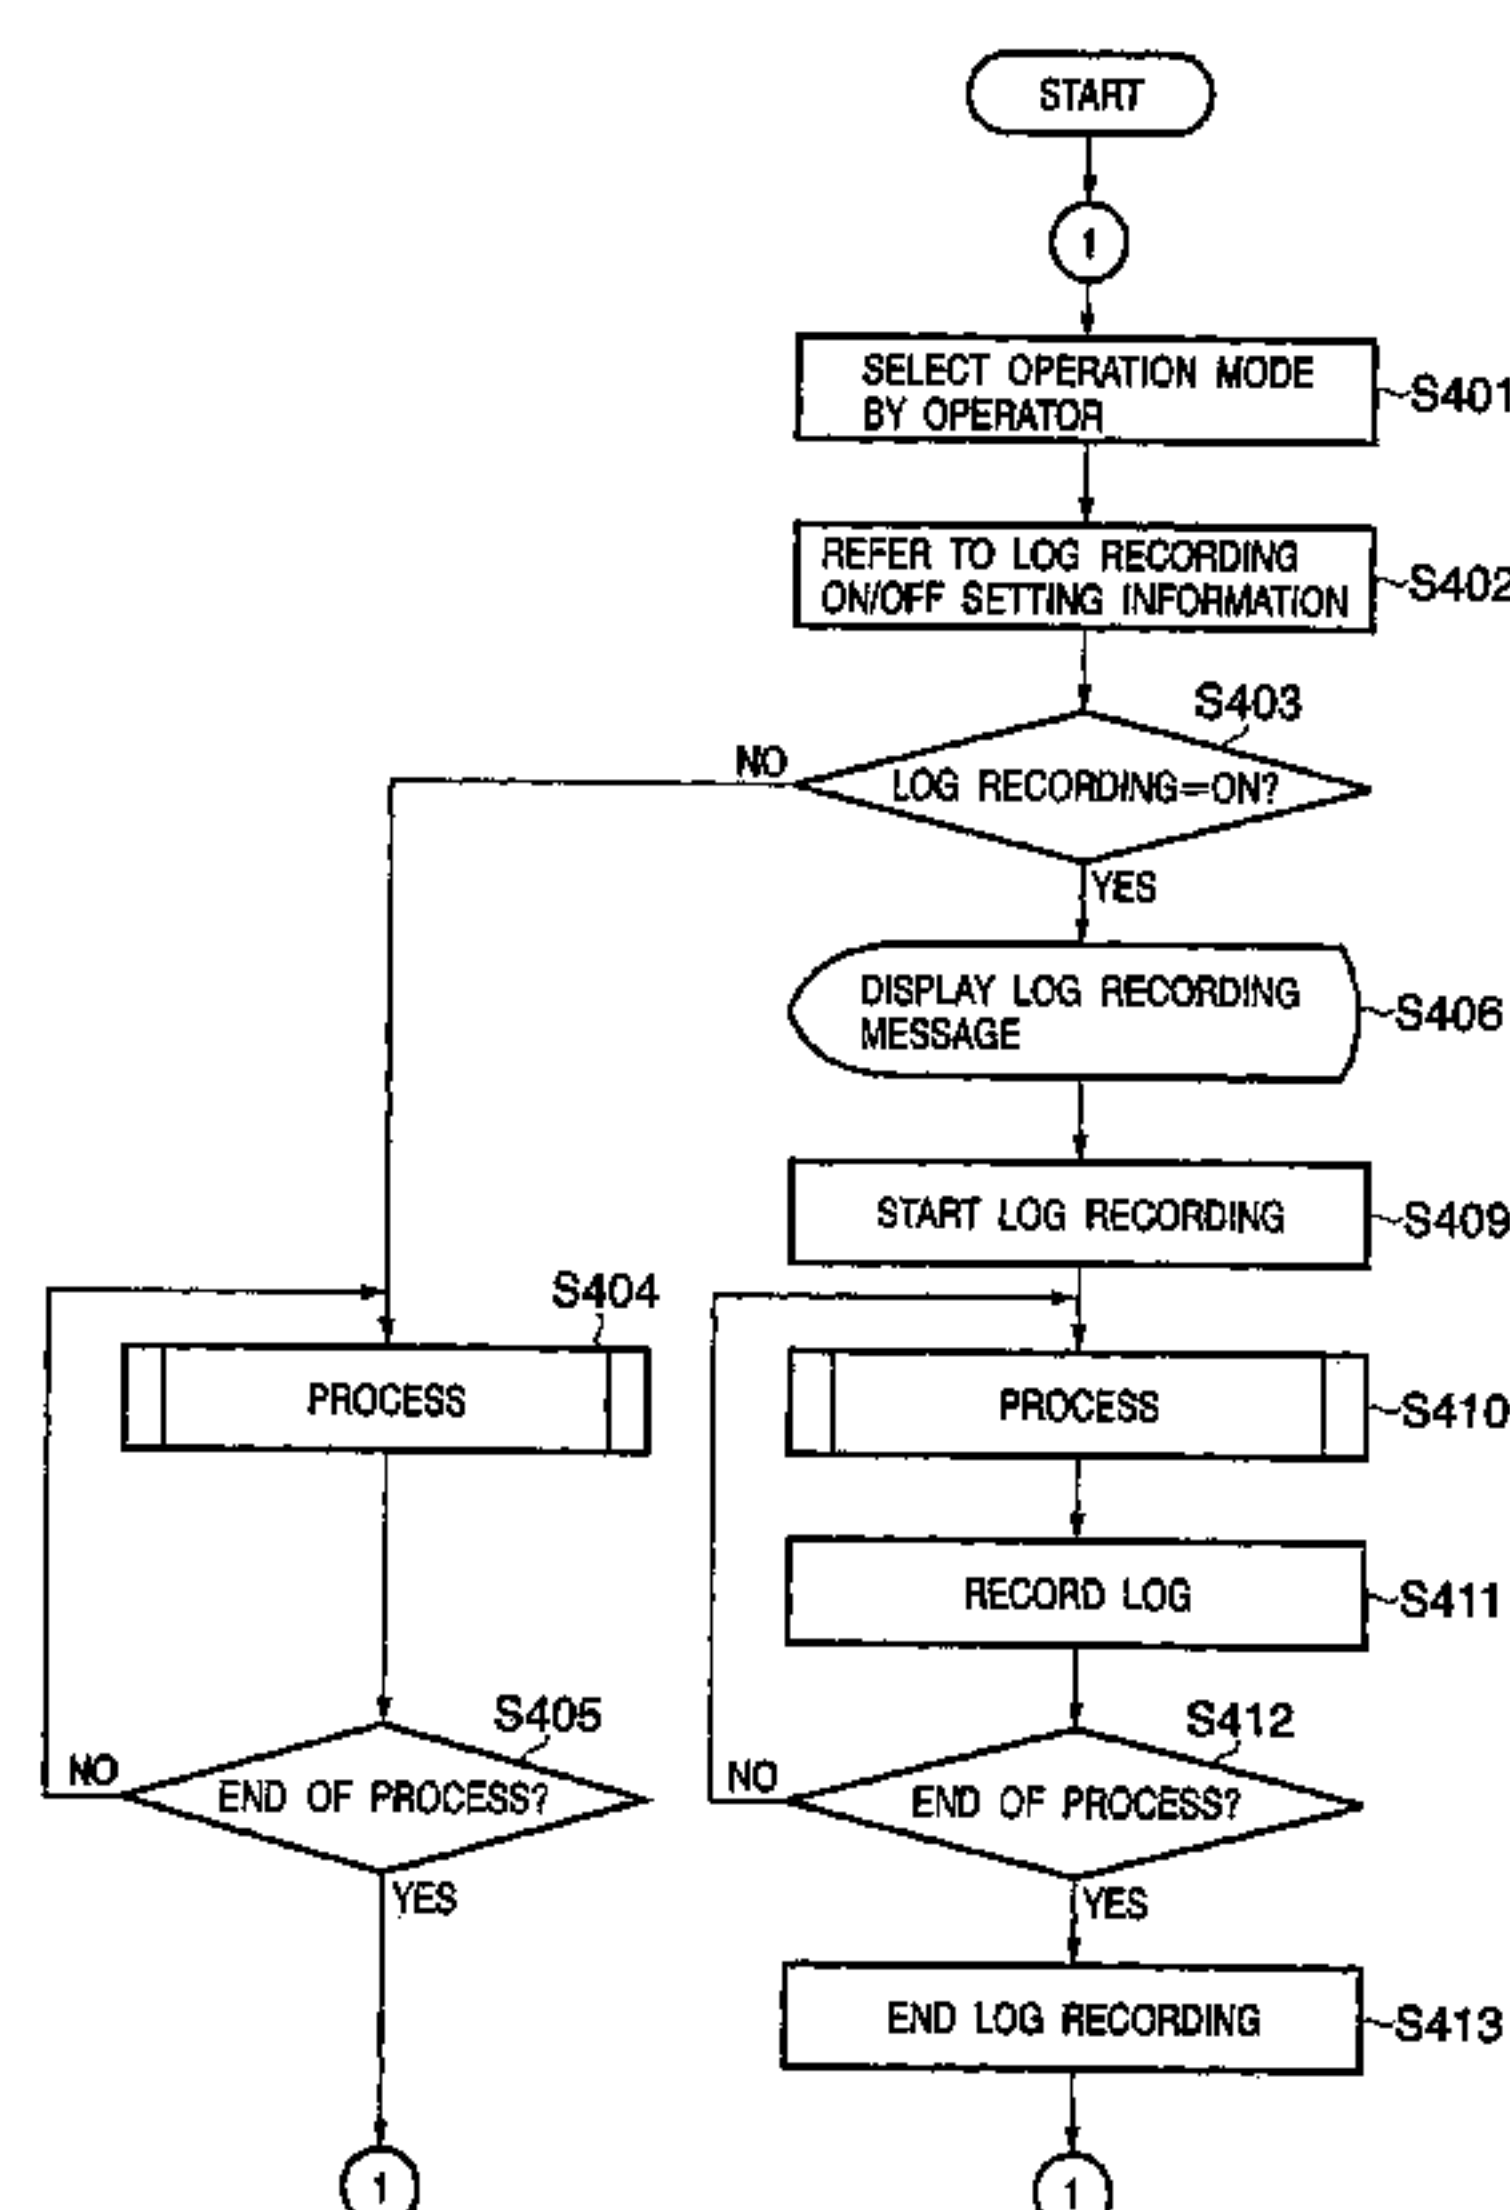 START
1
SELECT OPERATION MODE
BY OPERATOR
S401
REFER TO LOG RECORDING
ON/OFF SETTING INFORMATION
S402
S403
NO
LOG RECORDING=ON?
YES
DISPLAY LOG RECORDING
MESSAGE
S406
START LOG RECORDING
S409
S404
PROCESS
PROCESS
S410
RECORD LOG
S411
S405
S412
NO
END OF PROCESS?
NO
END OF PROCESS?
YES
YES
END LOG RECORDING
S413
1
1